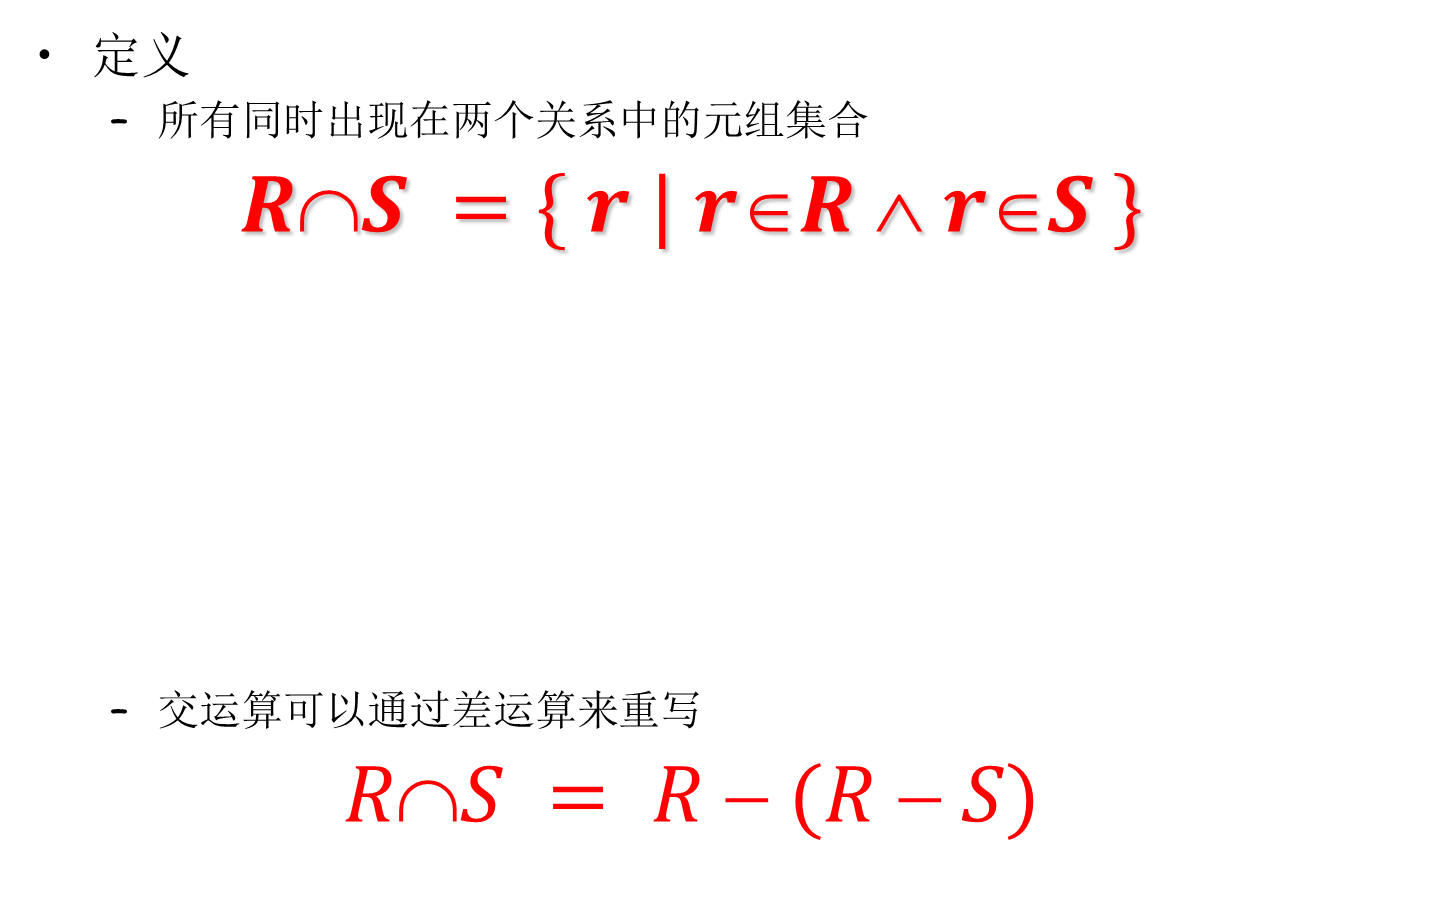 • 定义
– 所有同时出现在两个关系中的元组集合
R∩S = { r | r∈R ∧ r∈S }
– 交运算可以通过差运算来重写
R∩S = R − (R − S)